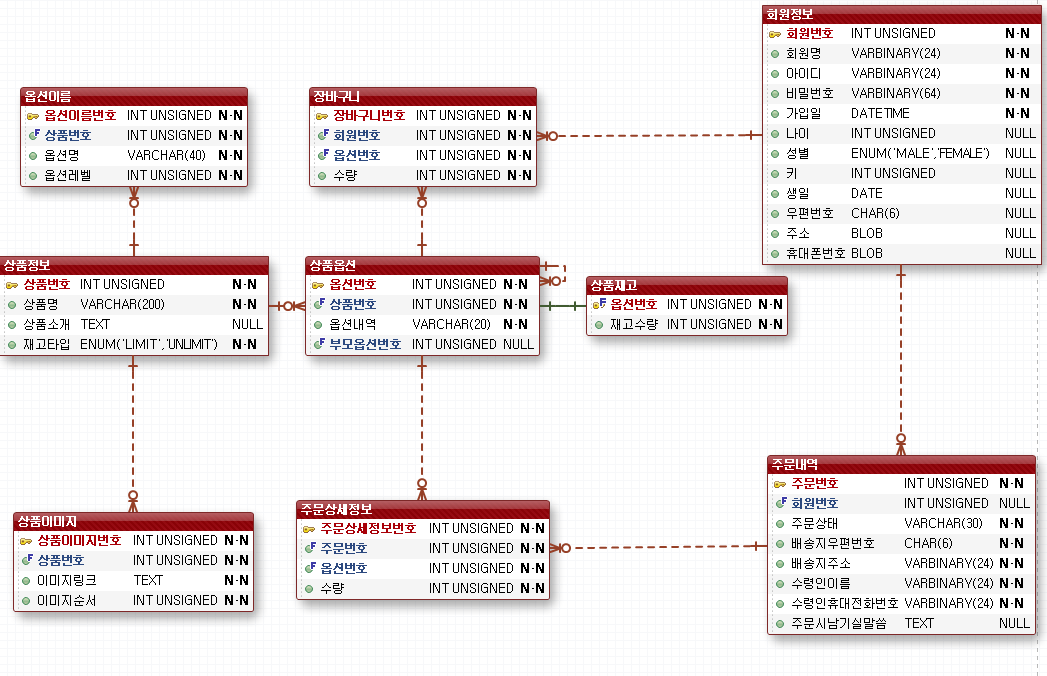 회원정보
회원번호 INT UNSIGNED N·N
회원명 VARBINARY(24) N·N
아이디 VARBINARY(24) N·N
비밀번호 VARBINARY(64) N·N
가입일 DATETIME N·N
나이 INT UNSIGNED NULL
성별 ENUM('MALE','FEMALE') NULL
키 INT UNSIGNED NULL
생일 DATE NULL
우편번호 CHAR(6) NULL
주소 BLOB NULL
휴대폰번호 BLOB NULL
옵션이름
옵션이름번호 INT UNSIGNED N·N
상품번호 INT UNSIGNED N·N
옵션명 VARCHAR(40) N·N
옵션레벨 INT UNSIGNED N·N
장바구니
장바구니번호 INT UNSIGNED N·N
회원번호 INT UNSIGNED N·N
옵션번호 INT UNSIGNED N·N
수량 INT UNSIGNED N·N
상품정보
상품번호 INT UNSIGNED N·N
상품명 VARCHAR(200) N·N
상품소개 TEXT NULL
재고타입 ENUM('LIMIT','UNLIMIT') N·N
상품옵션
옵션번호 INT UNSIGNED N·N
상품번호 INT UNSIGNED N·N
옵션내역 VARCHAR(20) N·N
부모옵션번호 INT UNSIGNED NULL
상품재고
옵션번호 INT UNSIGNED N·N
재고수량 INT UNSIGNED N·N
상품이미지
상품이미지번호 INT UNSIGNED N·N
상품번호 INT UNSIGNED N·N
이미지링크 TEXT N·N
이미지순서 INT UNSIGNED N·N
주문상세정보
주문상세정보번호 INT UNSIGNED N·N
주문번호 INT UNSIGNED N·N
옵션번호 INT UNSIGNED N·N
수량 INT UNSIGNED N·N
주문내역
주문번호 INT UNSIGNED N·N
회원번호 INT UNSIGNED NULL
주문상태 VARCHAR(30) N·N
배송지우편번호 CHAR(6) N·N
배송지주소 VARBINARY(24) N·N
수령인이름 VARBINARY(24) N·N
수령인휴대전화번호 VARBINARY(24) N·N
주문시남기실말씀 TEXT NULL